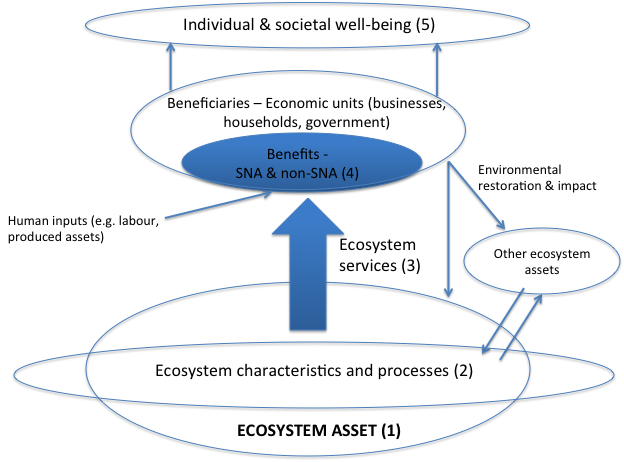 Individual & societal well-being (5)
Beneficiaries – Economic units (businesses,
households, government)
Benefits -
SNA & non-SNA (4)
Environmental
restoration & impact
Human inputs (e.g. labour,
produced assets)
Ecosystem
services (3)
Other ecosystem
assets
Ecosystem characteristics and processes (2)
ECOSYSTEM ASSET (1)